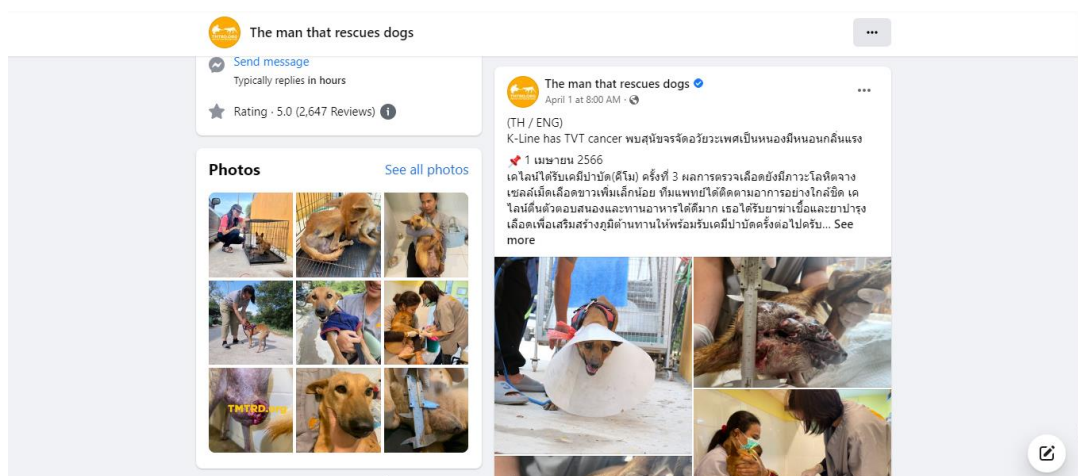 The man that rescues dogs
Send message
Typically replies in hours
Rating · 5.0 (2,647 Reviews)
Photos
See all photos
TMTRD.org
The man that rescues dogs
April 1 at 8:00 AM ·
(TH / ENG)
K-Line has TVT cancer พบสุนัขจรจัดอวัยวะเพศเป็นหนองมีหนอนกลิ่นแรง
📌 1 เมษายน 2566
เคไลน์ได้รับเคมีบำบัด(คีโม) ครั้งที่ 3 ผลการตรวจเลือดยังมีภาวะโลหิตจาง
เซลล์เม็ดเลือดขาวเพิ่มเล็กน้อย ทีมแพทย์ได้ติดตามอาการอย่างใกล้ชิด เค
ไลน์ตื่นตัวตอบสนองและทานอาหารได้ดีมาก เธอได้รับยาฆ่าเชื้อและยาบำรุง
เลือดเพื่อเสริมสร้างภูมิต้านทานให้พร้อมรับเคมีบำบัดครั้งต่อไปครับ... See
more